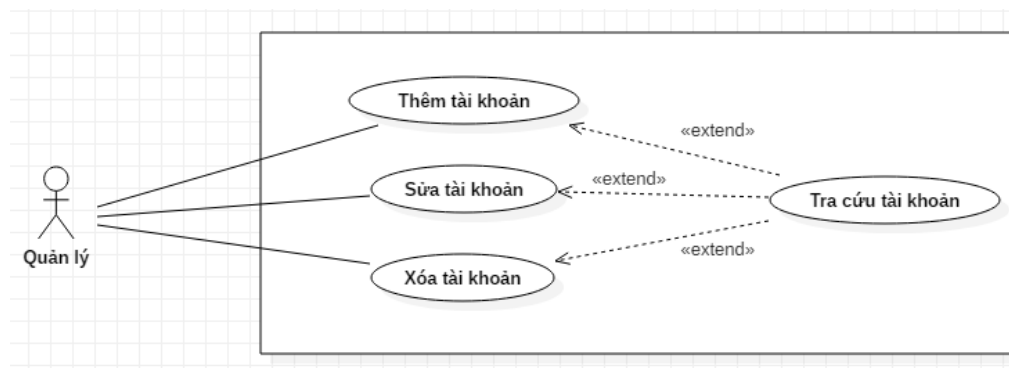 Thêm tài khoản
«extend»
Sửa tài khoản
«extend»
Tra cứu tài khoản
Quản lý
«extend»
Xóa tài khoản